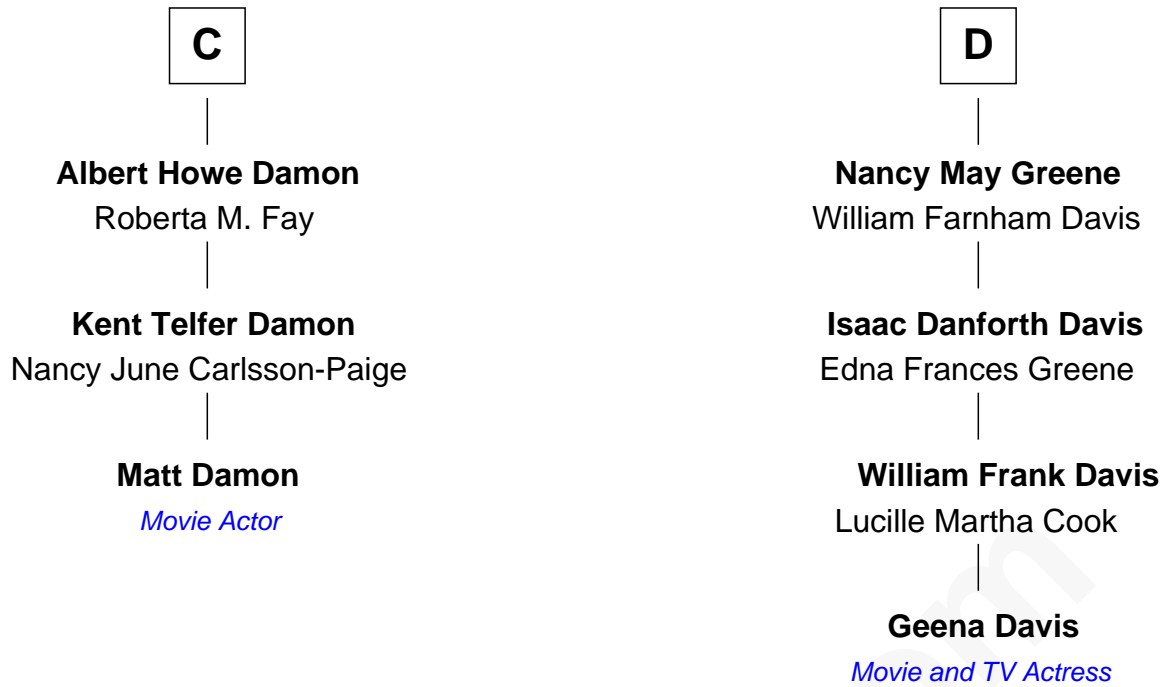 C
Albert Howe Damon
Roberta M. Fay
Kent Telfer Damon
Nancy June Carlsson-Paige
Matt Damon
Movie Actor
D
Nancy May Greene
William Farnham Davis
Isaac Danforth Davis
Edna Frances Greene
William Frank Davis
Lucille Martha Cook
Geena Davis
Movie and TV Actress